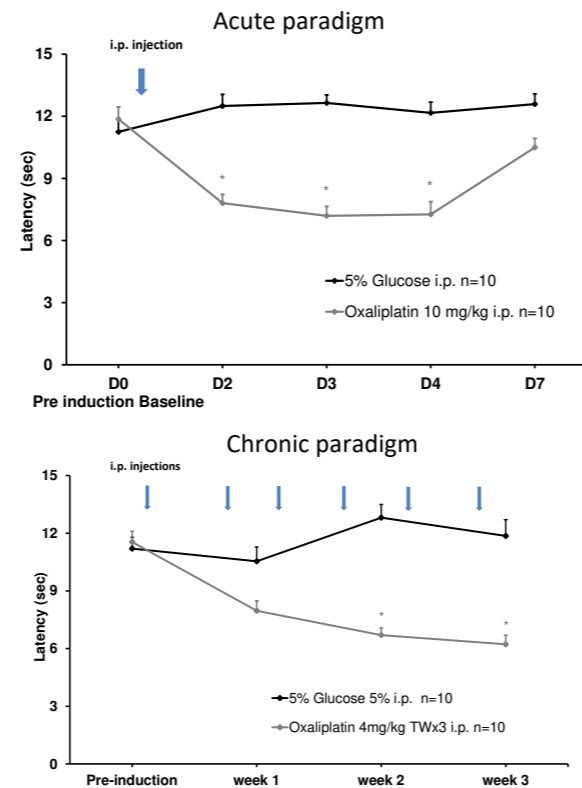 Acute paradigm
i.p. injection
15
12
9
6
3
0
Latency (sec)
*
*
*
5% Glucose i.p. n=10
Oxaliplatin 10 mg/kg i.p. n=10
D0 D2 D3 D4 D7
Pre induction Baseline
Chronic paradigm
i.p. injections
15
12
9
6
3
0
Latency (sec)
*
*
5% Glucose 5% i.p. n=10
Oxaliplatin 4mg/kg TWx3 i.p. n=10
Pre-induction week 1 week 2 week 3